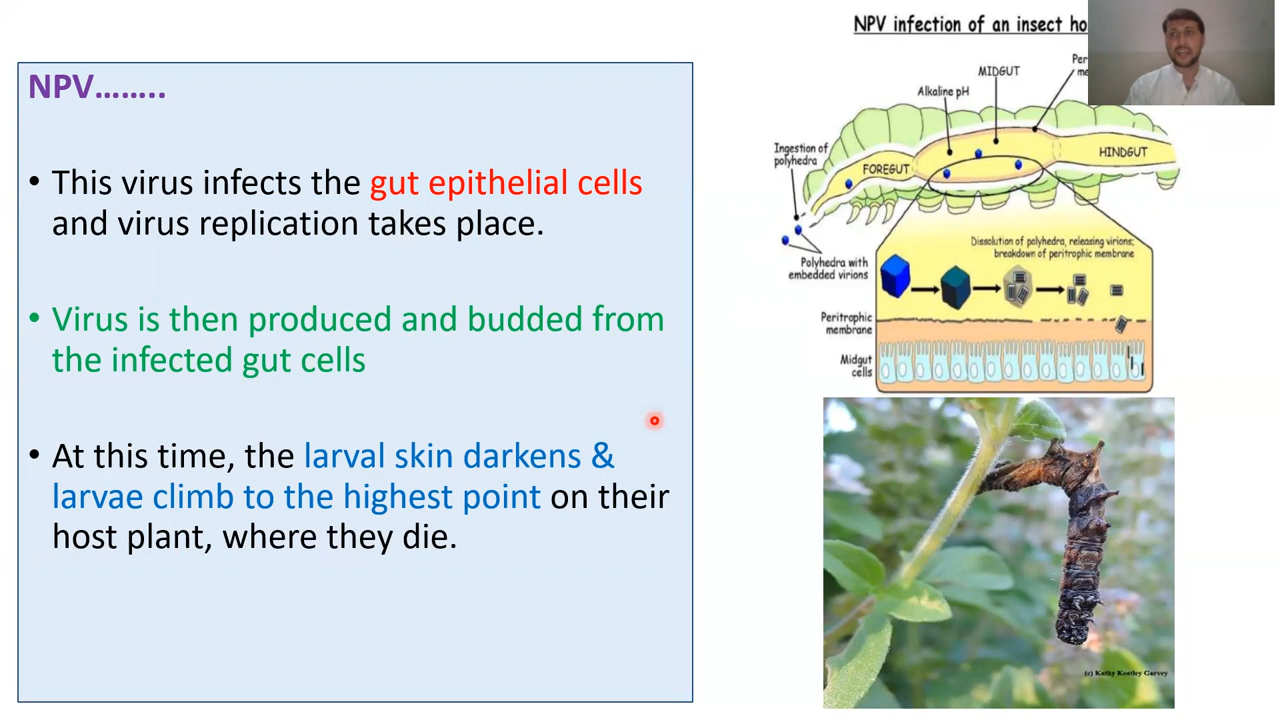 NPV........
• This virus infects the gut epithelial cells
and virus replication takes place.
• Virus is then produced and budded from
the infected gut cells
• At this time, the larval skin darkens &
larvae climb to the highest point on their
host plant, where they die.
NPV infection of an insect
MIDGUT
Alkaline pH
Ingestion of
polyhedra
FOREGUT
HINDGUT
Polyhedra with
embedded virions
Dissolution of polyhedra, releasing virions;
breakdown of peritrophic membrane
Peritrophic
membrane
Midgut
cells
(c) Kathy Keatley Garvey